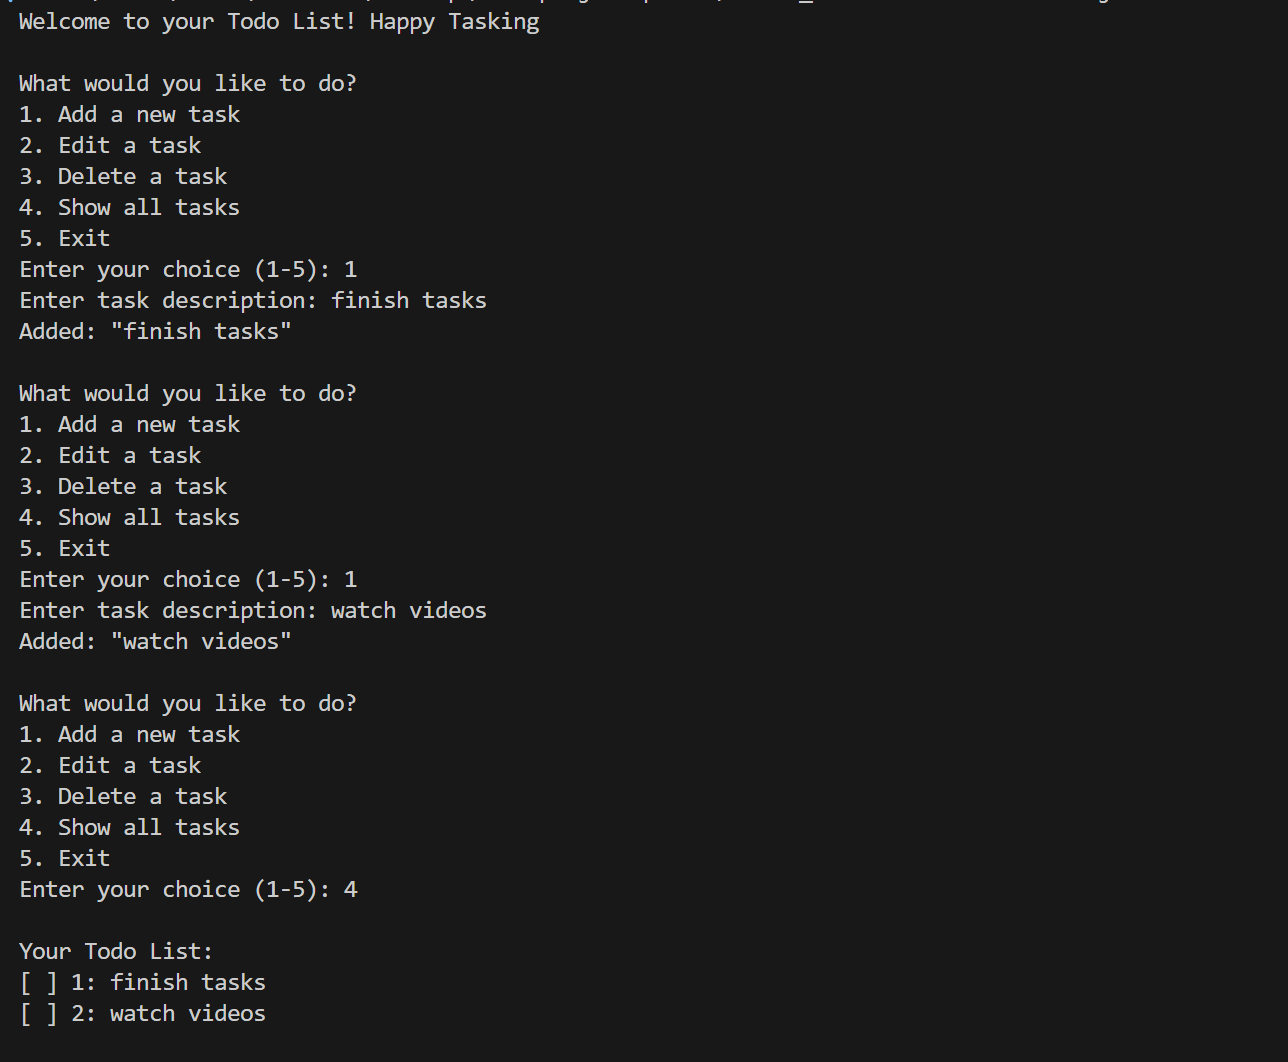 Welcome to your Todo List! Happy Tasking
What would you like to do?
1. Add a new task
2. Edit a task
3. Delete a task
4. Show all tasks
5. Exit
Enter your choice (1-5): 1
Enter task description: finish tasks
Added: "finish tasks"
What would you like to do?
1. Add a new task
2. Edit a task
3. Delete a task
4. Show all tasks
5. Exit
Enter your choice (1-5): 1
Enter task description: watch videos
Added: "watch videos"
What would you like to do?
1. Add a new task
2. Edit a task
3. Delete a task
4. Show all tasks
5. Exit
Enter your choice (1-5): 4
Your Todo List:
[ ] 1: finish tasks
[ ] 2: watch videos